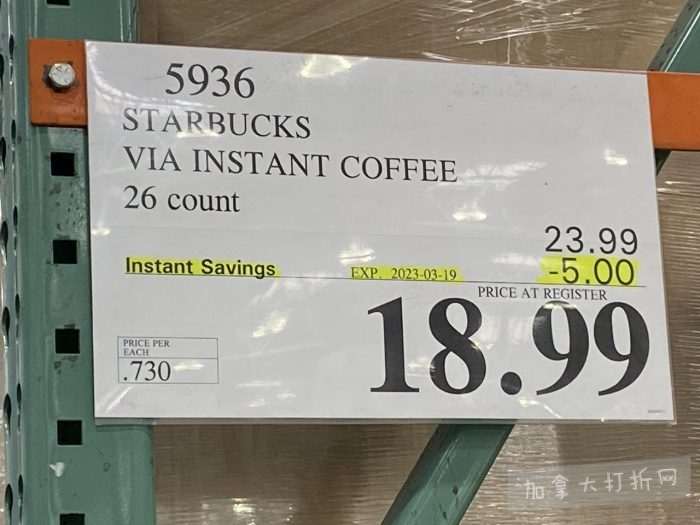 5936
STARBUCKS
VIA INSTANT COFFEE
26 count
23.99
Instant Savings EXP. 2023-03-19 -5.00
PRICE AT REGISTER
18.99
PRICE PER
EACH
.730
加拿大打折网